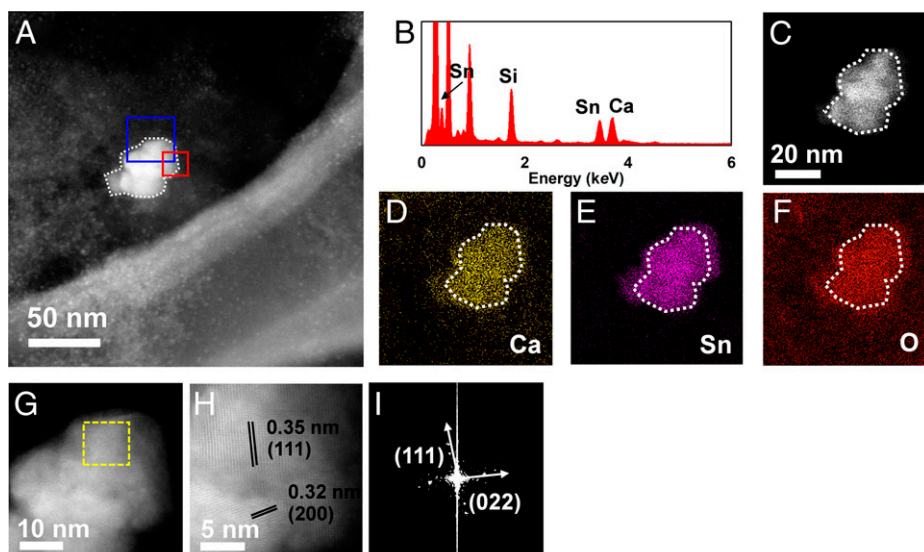 A
50 nm
B
Sn
Si
Sn
Ca
0
2
4
6
Energy (keV)
C
20 nm
D
Ca
E
Sn
F
O
G
10 nm
H
0.35 nm
(111)
0.32 nm
(200)
5 nm
I
(111)
(022)